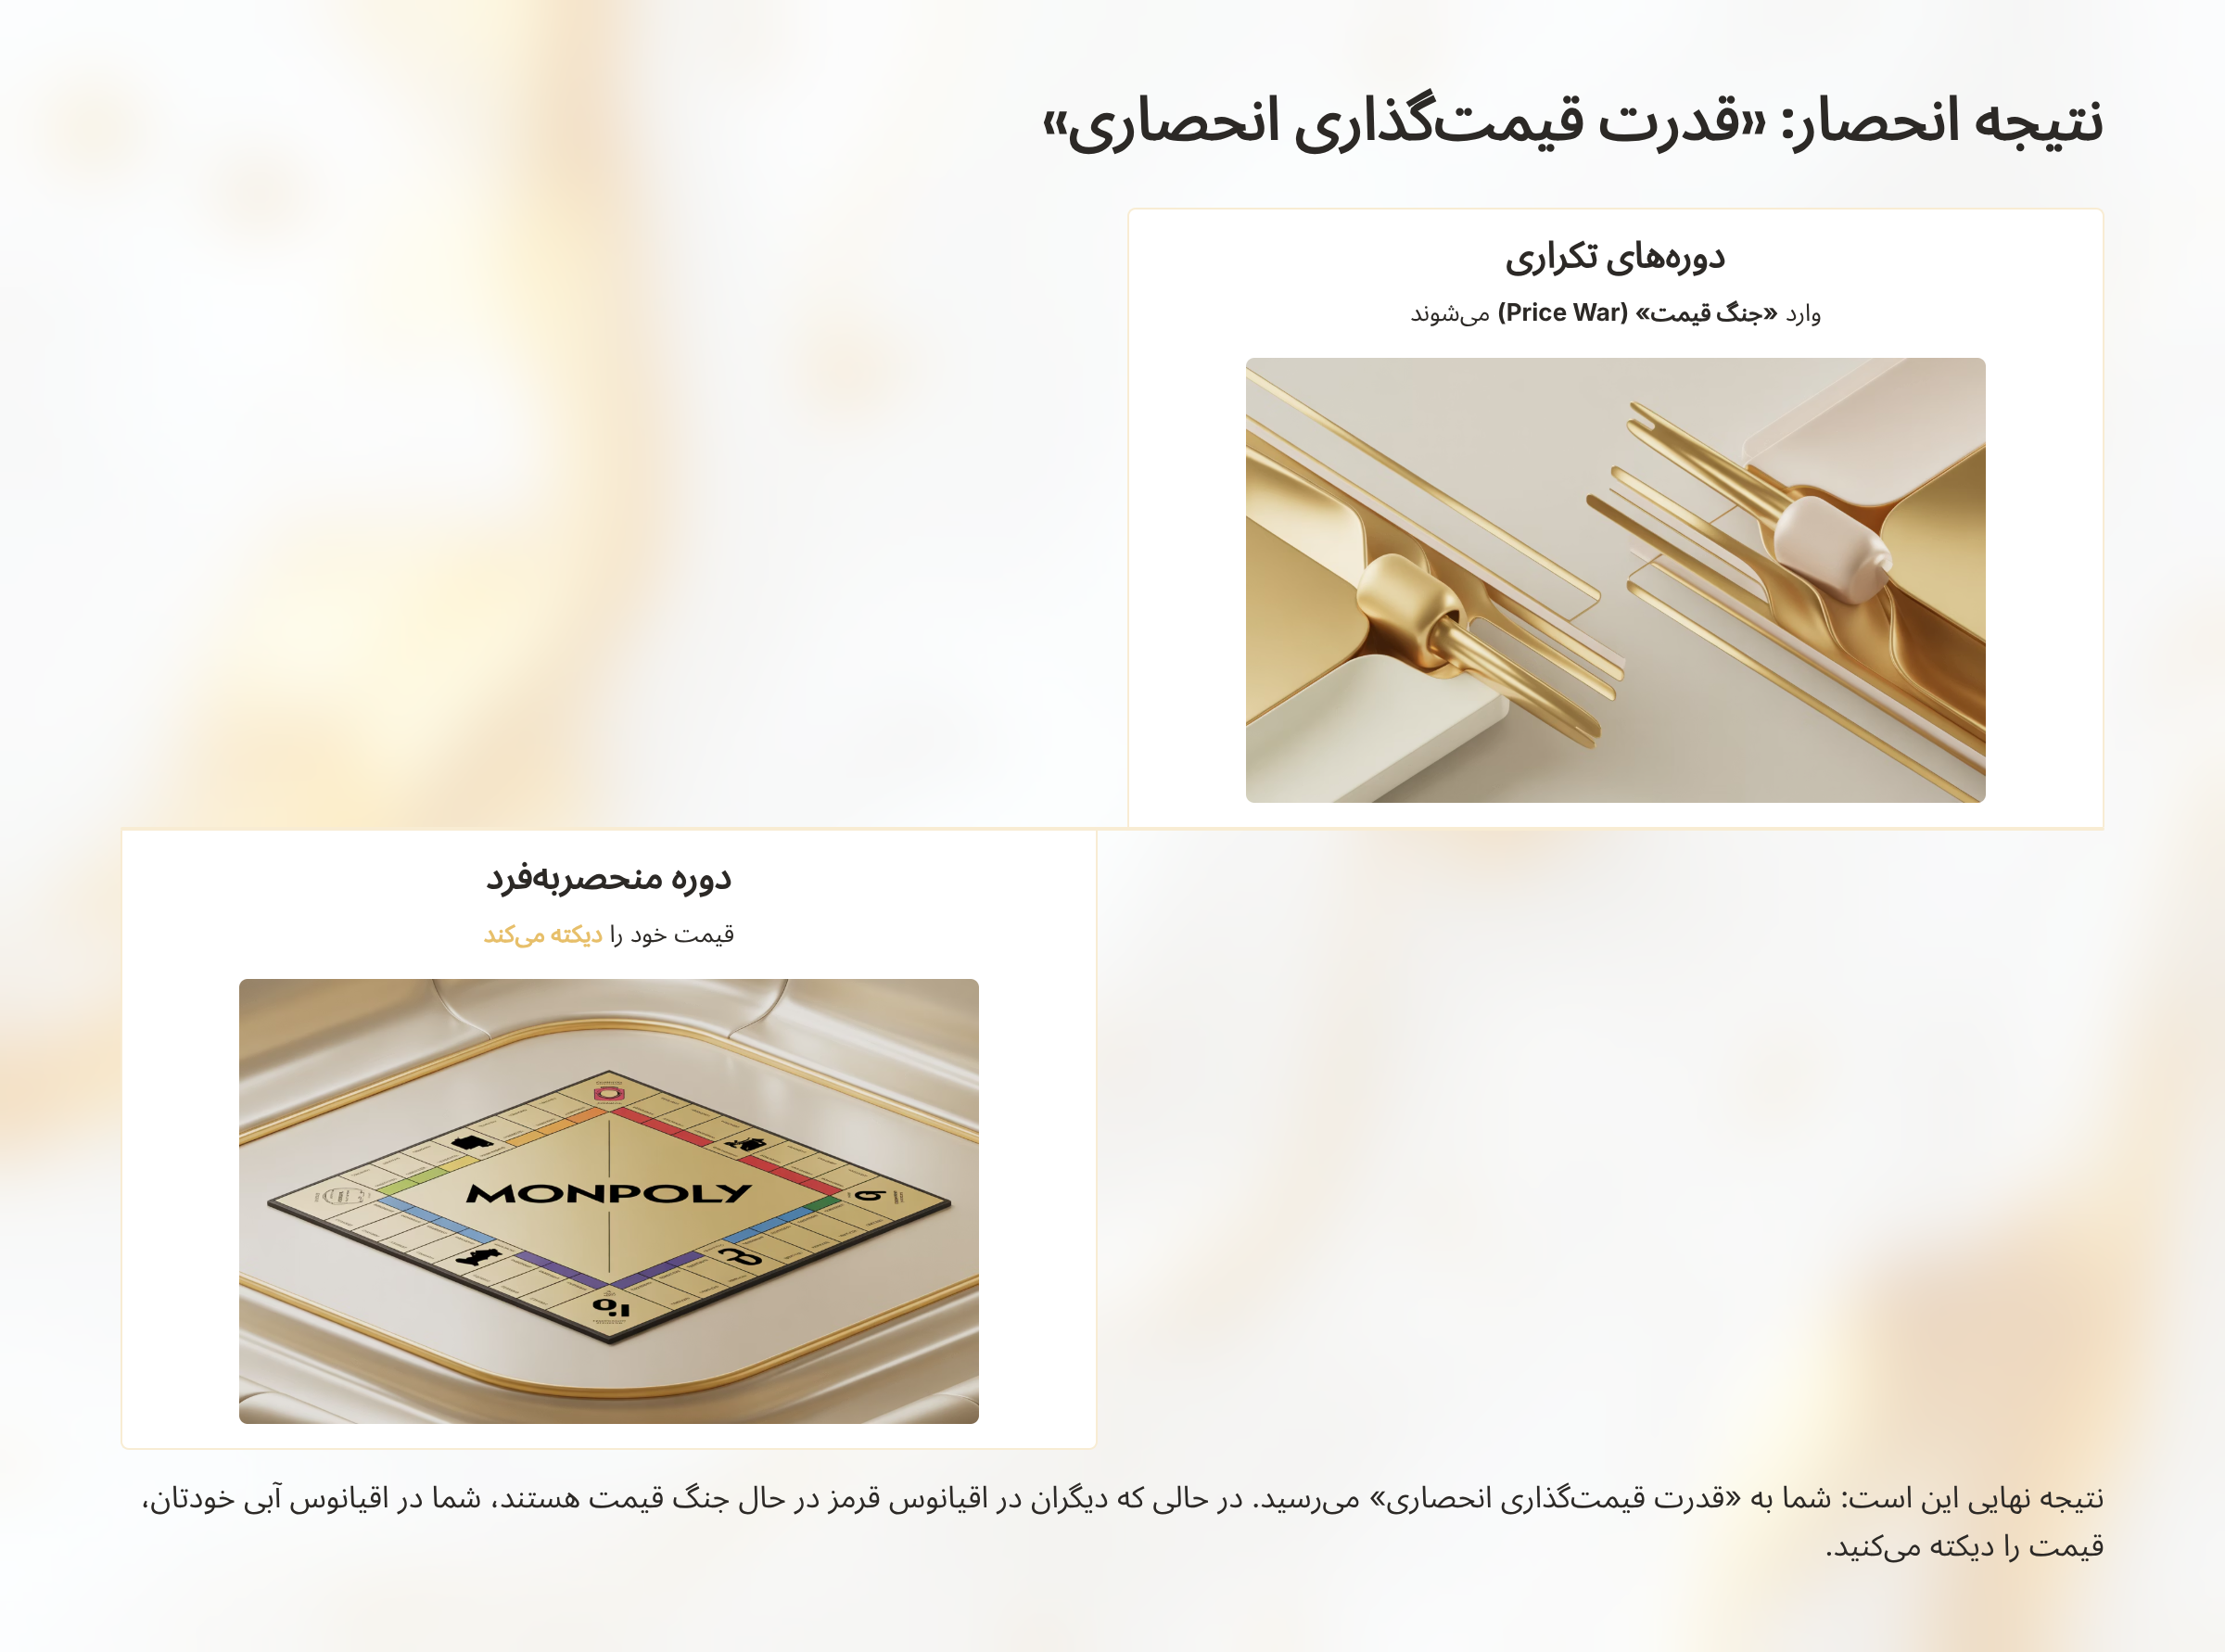 نتیجه انحصار: «قدرت قیمت‌گذاری انحصاری»
دوره‌های تکراری
وارد «جنگ قیمت» (Price War) می‌شوند
دوره منحصربه‌فرد
قیمت خود را دیکته می‌کند
MONPOLY
نتیجه نهایی این است: شما به «قدرت قیمت‌گذاری انحصاری» می‌رسید. در حالی که دیگران در اقیانوس قرمز در حال جنگ قیمت هستند، شما در اقیانوس آبی خودتان،
قیمت را دیکته می‌کنید.